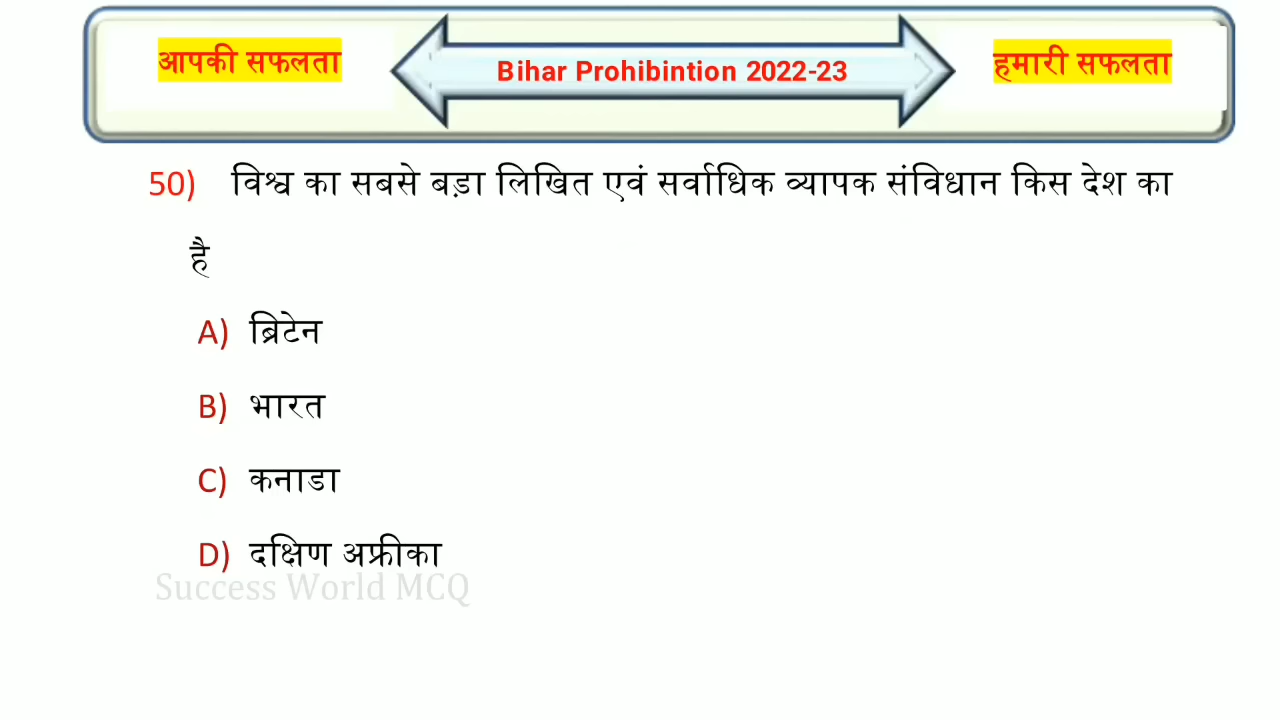 आपकी सफलता
Bihar Prohibintion 2022-23
हमारी सफलता
50) विश्व का सबसे बड़ा लिखित एवं सर्वाधिक व्यापक संविधान किस देश का
है
A) ब्रिटेन
B) भारत
C) कनाडा
D) दक्षिण अफ्रीका
Success World MCQ